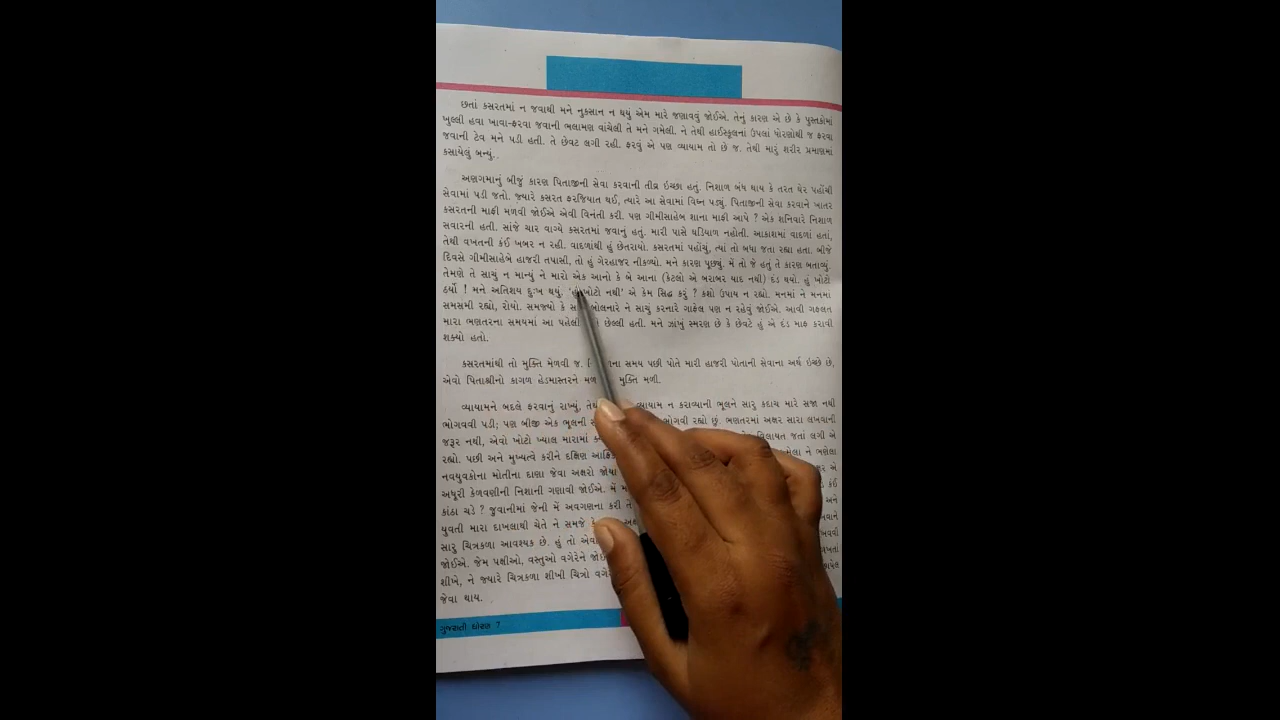 છતાં કસરતમાં ન જવાથી મને નુકસાન ન થયું એમ મારે જણાવવું જોઈએ. તેનું કારણ એ છે કે પુસ્તકોમાં
ખુલ્લી હવા ખાવા-ફરવા જવાની ભલામણ વાંચેલી તે મને ગમેલી. ને તેથી હાઈસ્કૂલનાં ઉપલાં ધોરણોથી જ ફરવા
જવાની ટેવ મને પડી હતી. તે છેવટ લગી રહી. ફરવું એ પણ વ્યાયામ તો છે જ. તેથી મારું શરીર પ્રમાણમાં
કસાયેલું બન્યું..
અણગમાનું બીજું કારણ પિતાજીની સેવા કરવાની તીવ્ર ઇચ્છા હતું. નિશાળ બંધ થાય કે તરત ઘેર પહોંચી
સેવામાં પડી જતો. જ્યારે કસરત ફરજિયાત થઈ, ત્યારે આ સેવામાં વિઘ્ન પડ્યું. પિતાજીની સેવા કરવાને ખાતર
કસરતની માફી મળવી જોઈએ એવી વિનંતી કરી. પણ ગીમીસાહેબ શાના માફી આપે ? એક શનિવારે નિશાળ
સવારની હતી. સાંજે ચાર વાગ્યે કસરતમાં જવાનું હતું. મારી પાસે ઘડિયાળ નહોતી. આકાશમાં વાદળાં હતાં,
તેથી વખતની કંઈ ખબર ન રહી. વાદળાંથી હું છેતરાયો. કસરતમાં પહોંચું, ત્યાં તો બધા જતા રહ્યા હતા. બીજે
દિવસે ગીમીસાહેબે હાજરી તપાસી, તો હું ગેરહાજર નીકળ્યો. મને કારણ પૂછ્યું. મેં તો જે હતું તે કારણ બતાવ્યું.
તેમણે તે સાચું ન માન્યું ને મારો એક આનો કે બે આના (કેટલો એ બરાબર યાદ નથી) દંડ થયો. હું ખોટો
ઠર્યો ! મને અતિશય દુઃખ થયું. 'હું ખોટો નથી' એ કેમ સિદ્ધ કરું ? કશો ઉપાય ન રહ્યો. મનમાં ને મનમાં
સમસમી રહ્યો, રોયો. સમજ્યો કે બોલનારે ને સાચું કરનારે ગાફેલ પણ ન રહેવું જોઈએ. આવી ગફલત
મારા ભણતરના સમયમાં આ પહેલી છેલ્લી હતી. મને ઝાંખું સ્મરણ છે કે છેવટે હું એ દંડ માફ કરાવી
શક્યો હતો.
કસરતમાંથી તો મુક્તિ મેળવી જ. સમય પછી પોતે મારી હાજરી પોતાની સેવાના અર્થે ઇચ્છે છે,
એવો પિતાશ્રીનો કાગળ હેડમાસ્તરને મુક્તિ મળી.
વ્યાયામને બદલે ફરવાનું રાખ્યું, વ્યાયામ ન કરાવ્યાની ભૂલને સારુ કદાચ મારે સજા નથી
ભોગવવી પડી; પણ બીજી એક ભૂલની ભોગવી રહ્યો છું. ભણતરમાં અક્ષર સારા લખવાની
જરૂર નથી, એવો ખોટો ખ્યાલ મારામાં વિલાયત જતાં લગી એ
રહ્યો. પછી અને મુખ્યત્વે કરીને દક્ષિણ ને ભણેલા
નવયુવકોના મોતીના દાણા જેવા અક્ષરો જોયા એ
અધૂરી કેળવણીની નિશાની ગણાવી જોઈએ. મેં કંઈ
કાંઠા ચડે ? જુવાનીમાં જેની મેં અવગણના કરી તે અને
યુવતી મારા દાખલાથી ચેતે ને સમજે
સારુ ચિત્રકળા આવશ્યક છે. હું તો એવા
જોઈએ. જેમ પક્ષીઓ, વસ્તુઓ વગેરેને
શીખે, ને જ્યારે ચિત્રકળા શીખી ચિત્રો
જેવા થાય.
ગુજરાતી ધોરણ 7